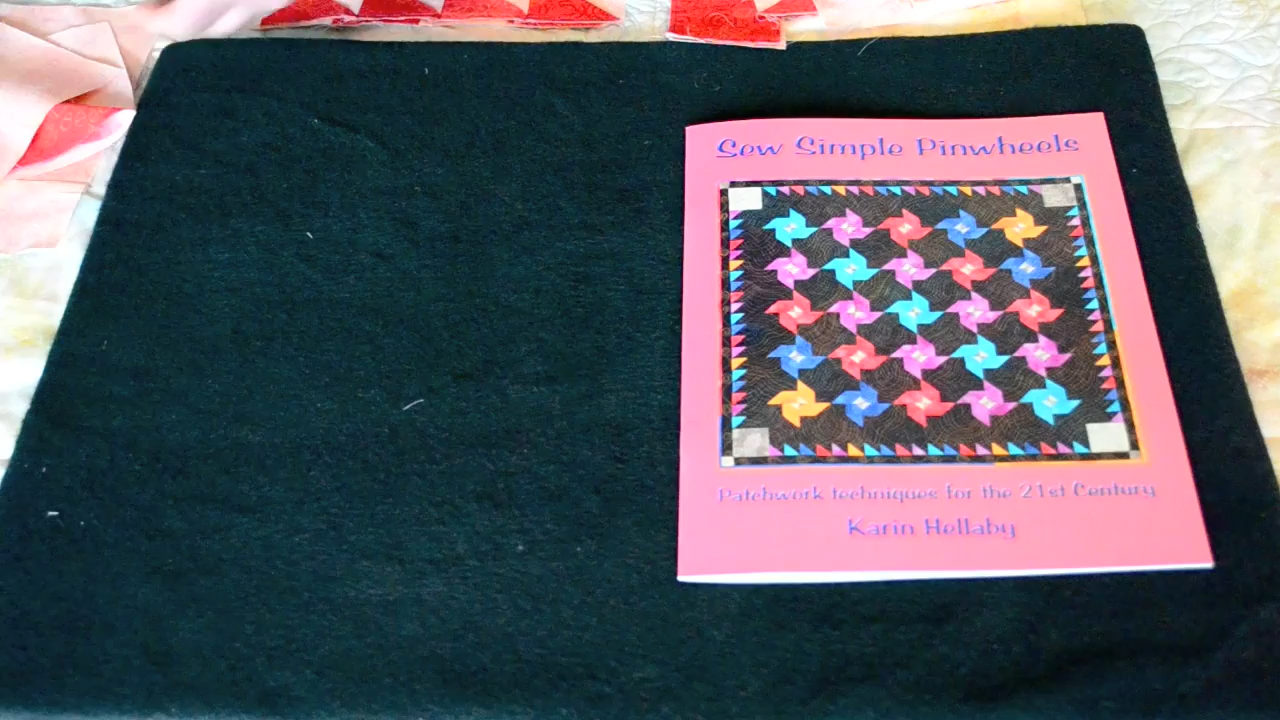 Sew Simple Pinwheels
Patchwork techniques for the 21st Century
Karin Hellaby